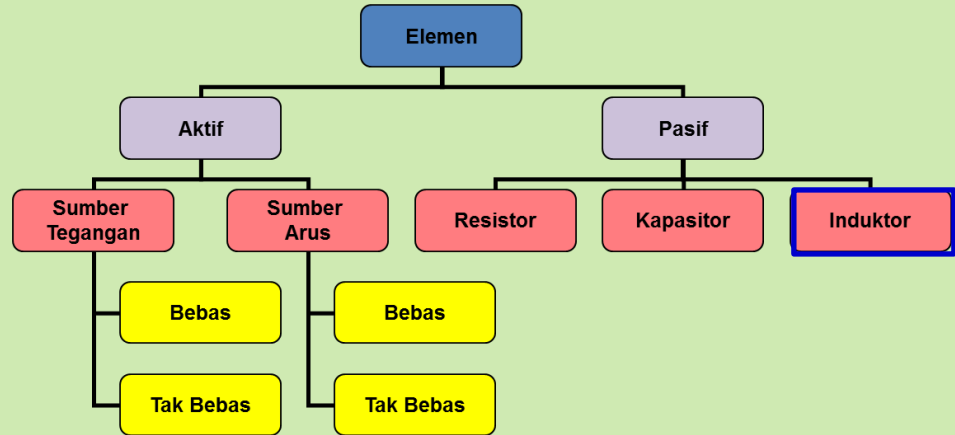 Elemen
Aktif
Pasif
Sumber
Tegangan
Sumber
Arus
Resistor
Kapasitor
Induktor
Bebas
Bebas
Tak Bebas
Tak Bebas